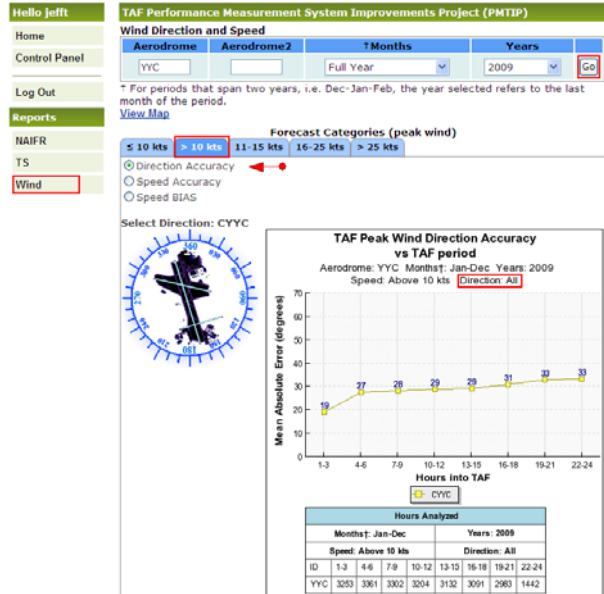 Hello jefft
Home
Control Panel
Log Out
Reports
NAIFR
TS
Wind
TAF Performance Measurement System Improvements Project (PMTIP)
Wind Direction and Speed
Aerodrome Aerodrome2 †Months Years
YYC Full Year 2009 Go
† For periods that span two years, i.e. Dec-Jan-Feb, the year selected refers to the last
month of the period.
View Map
Forecast Categories (peak wind)
≤ 10 kts > 10 kts 11-15 kts 16-25 kts > 25 kts
Direction Accuracy
Speed Accuracy
Speed BIAS
Select Direction: CYYC
360
030
060
090
120
150
180
210
240
270
300
330
TAF Peak Wind Direction Accuracy
vs TAF period
Aerodrome: YYC Months†: Jan-Dec Years: 2009
Speed: Above 10 kts Direction: All
Mean Absolute Error (degrees)
70
60
50
40
30
20
10
0
19 27 28 29 29 31 33 33
1-3 4-6 7-9 10-12 13-15 16-18 19-21 22-24
Hours into TAF
CYYC
Hours Analyzed
Months†: Jan-Dec Years: 2009
Speed: Above 10 kts Direction: All
ID 1-3 4-6 7-9 10-12 13-15 16-18 19-21 22-24
YYC 3253 3361 3302 3204 3132 3091 2983 1442